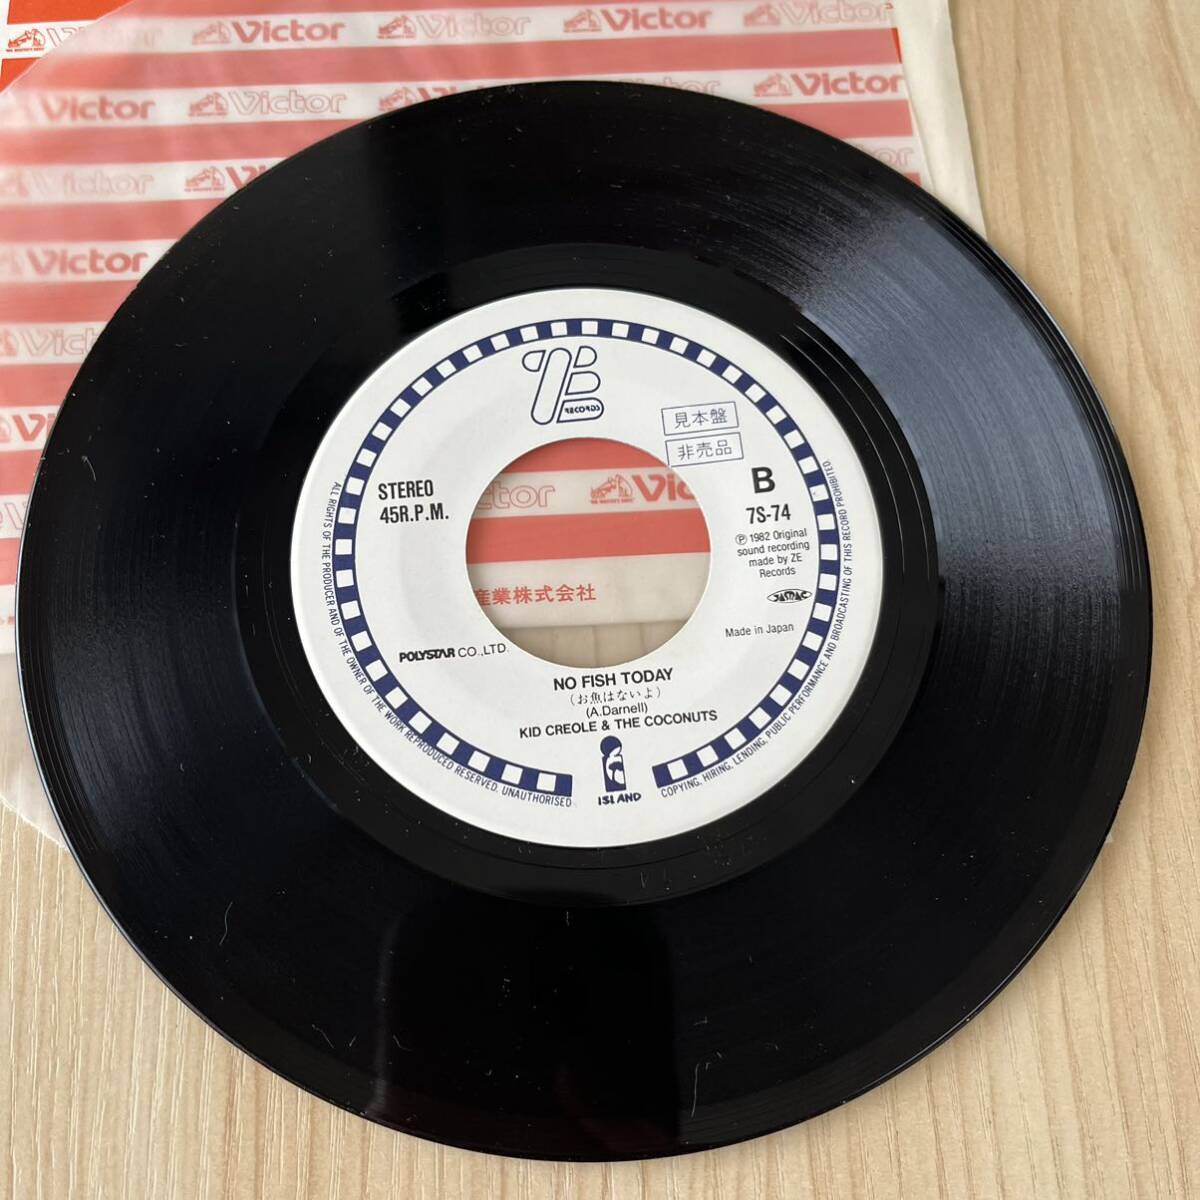 Victor
Victor
Victor
Victor
Victor
Victor
Victor
Victor
Victor
Victor
産業株式会社
ZE
RECORDS
見本盤
非売品
STEREO
45R.P.M.
B
7S-74
Ⓟ 1982 Original
sound recording
made by ZE
Records
JASRAC
Made in Japan
POLYSTAR CO.,LTD.
NO FISH TODAY
(お魚はないよ)
(A.Darnell)
KID CREOLE & THE COCONUTS
ISLAND
ALL RIGHTS OF THE PRODUCER AND OF THE OWNER OF THE WORK REPRODUCED RESERVED. UNAUTHORISED
COPYING, HIRING, LENDING, PUBLIC PERFORMANCE AND BROADCASTING OF THIS RECORD PROHIBITED